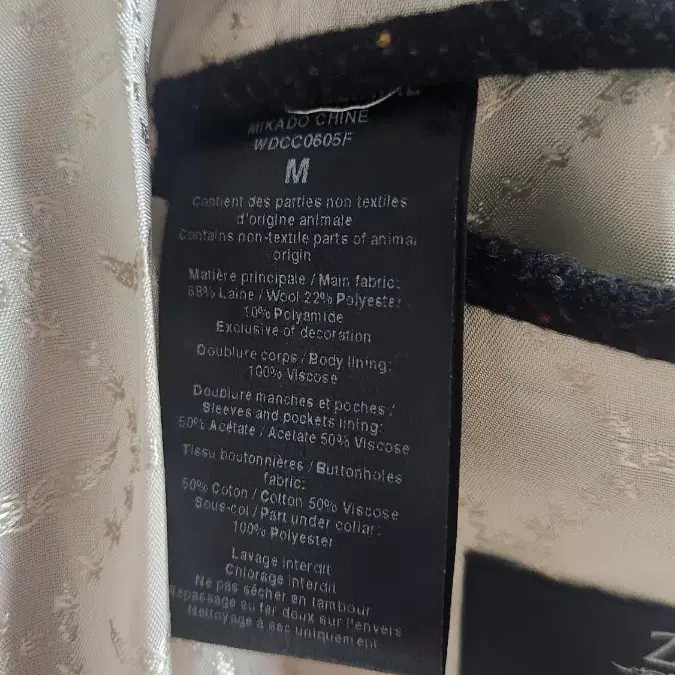 MIKADO CHINE
WDCC0605F
M
Contient des parties non textiles
d'origine animale
Contains non-textile parts of animal
origin
Matière principale / Main fabric:
68% Laine / Wool 22% Polyester
10% Polyamide
Exclusive of decoration
Doublure corps / Body lining:
100% Viscose
Doublure manches et poches /
Sleeves and pockets lining:
50% Acétate / Acetate 50% Viscose
Tissu boutonnières / Buttonholes
fabric:
50% Coton / Cotton 50% Viscose
Sous-col / Part under collar:
100% Polyester
Lavage interdit
Chlorage interdit
Ne pas sécher en tambour
Repassage au fer doux sur l'envers
Nettoyage à sec uniquement
Z